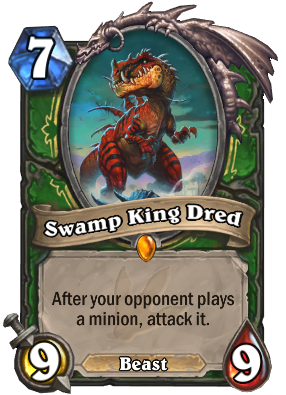 7
Swamp King Dred
After your opponent plays
a minion, attack it.
9
Beast
9